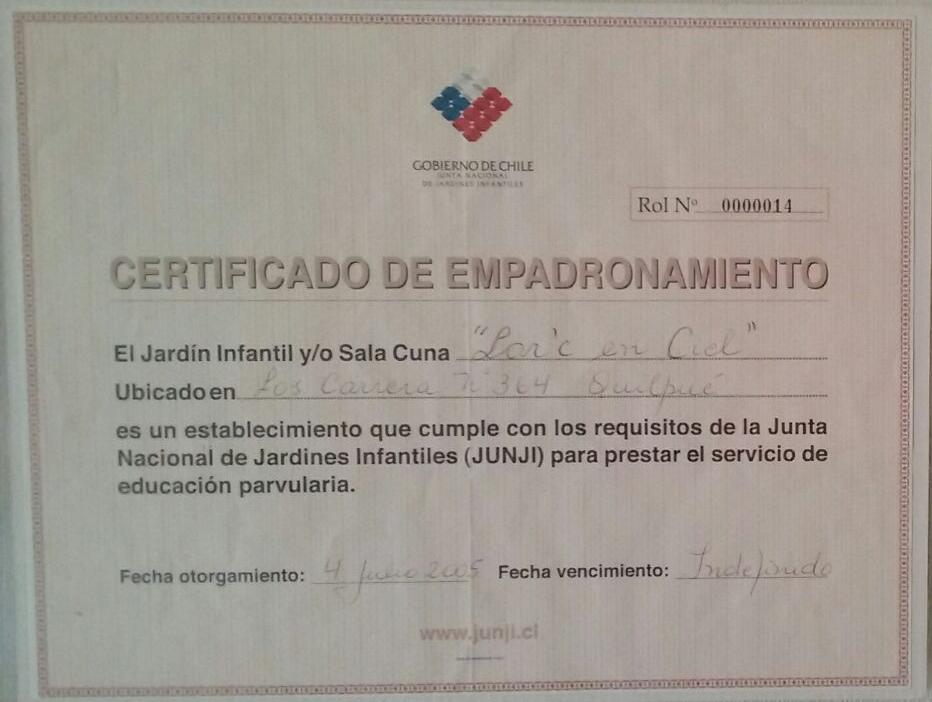 GOBIERNO DE CHILE
JUNTA NACIONAL
DE JARDINES INFANTILES
Rol Nº 0000014
CERTIFICADO DE EMPADRONAMIENTO
El Jardín Infantil y/o Sala Cuna "Lar'c en Ciel"
Ubicado en Los Carrera N° 364 Quilpué
es un establecimiento que cumple con los requisitos de la Junta
Nacional de Jardines Infantiles (JUNJI) para prestar el servicio de
educación parvularia.
Fecha otorgamiento: 4 2005 Fecha vencimiento: Indefinido
www.junji.cl